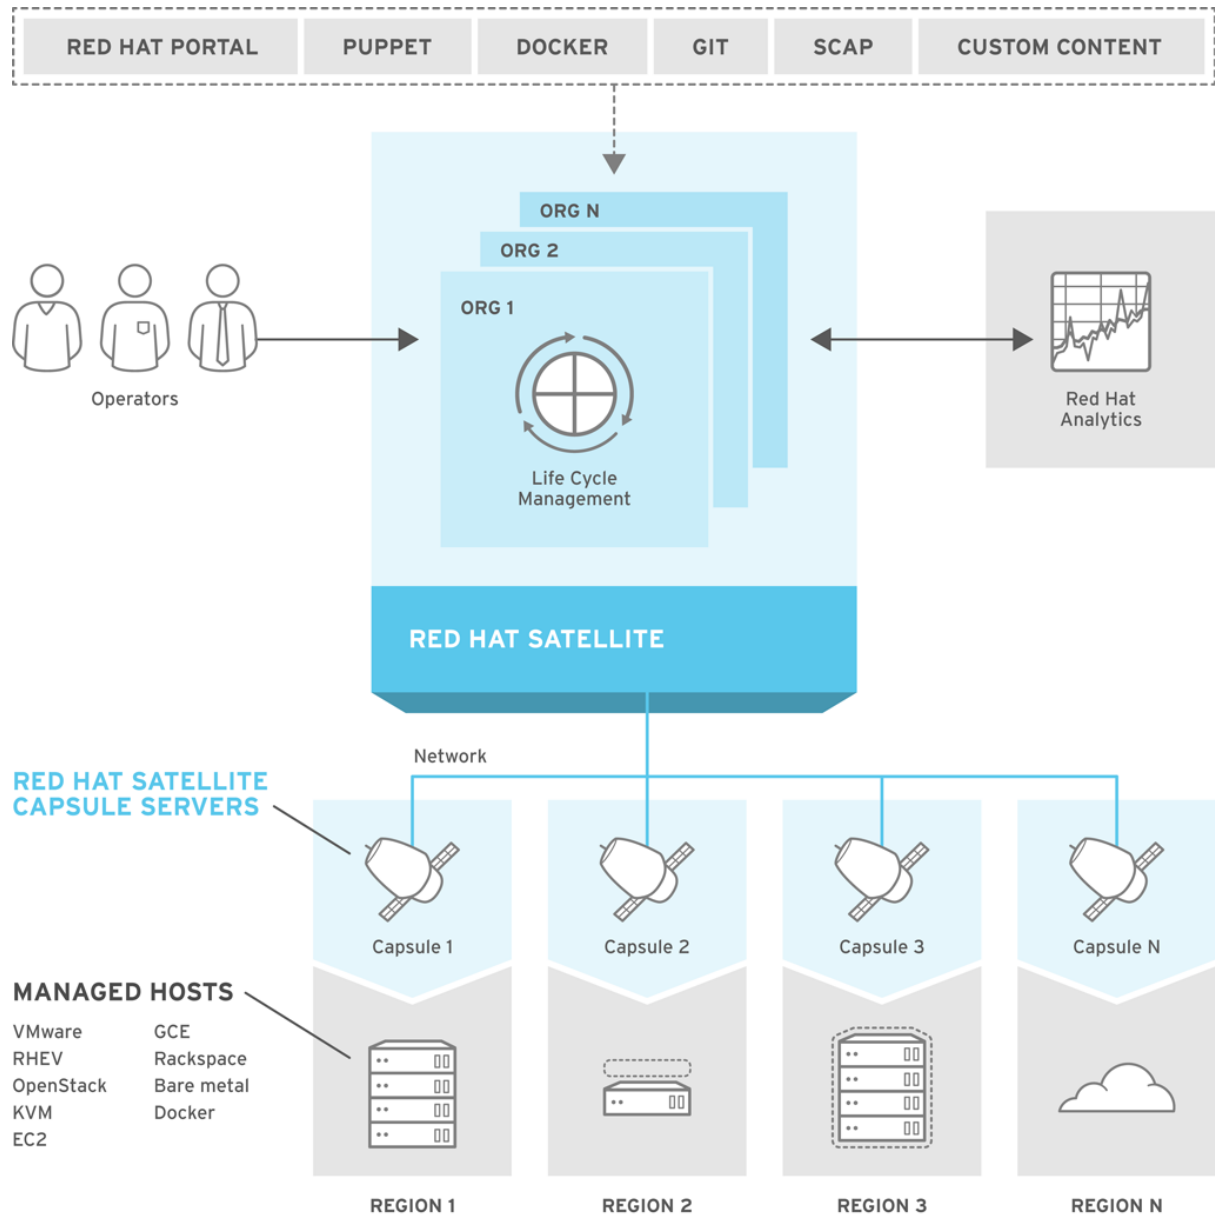 RED HAT PORTAL
PUPPET
DOCKER
GIT
SCAP
CUSTOM CONTENT
ORG N
ORG 2
ORG 1
Life Cycle
Management
Operators
Red Hat
Analytics
RED HAT SATELLITE
Network
RED HAT SATELLITE
CAPSULE SERVERS
Capsule 1
Capsule 2
Capsule 3
Capsule N
MANAGED HOSTS
VMware
RHEV
OpenStack
KVM
EC2
GCE
Rackspace
Bare metal
Docker
REGION 1
REGION 2
REGION 3
REGION N